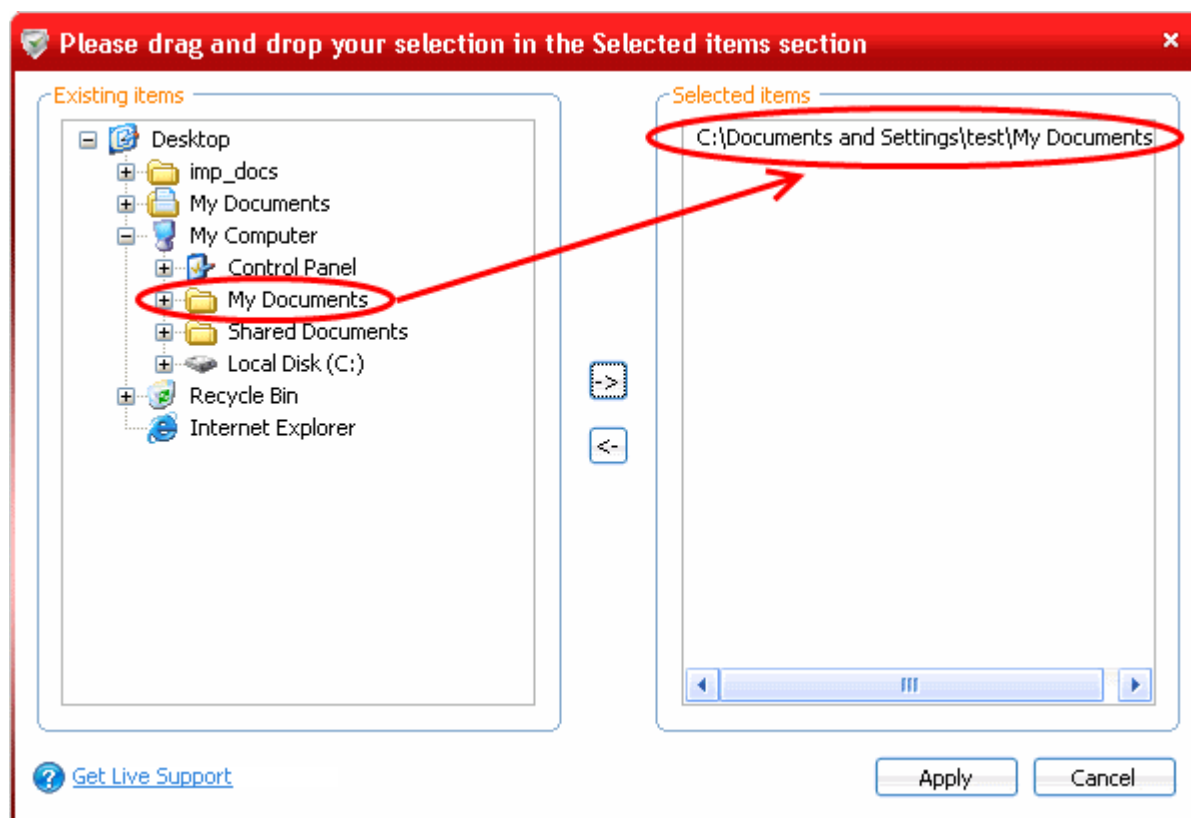 Please drag and drop your selection in the Selected items section
Existing items
Desktop
imp_docs
My Documents
My Computer
Control Panel
My Documents
Shared Documents
Local Disk (C:)
Recycle Bin
Internet Explorer
->
<-
Selected items
C:\Documents and Settings\test\My Documents
Get Live Support
Apply
Cancel